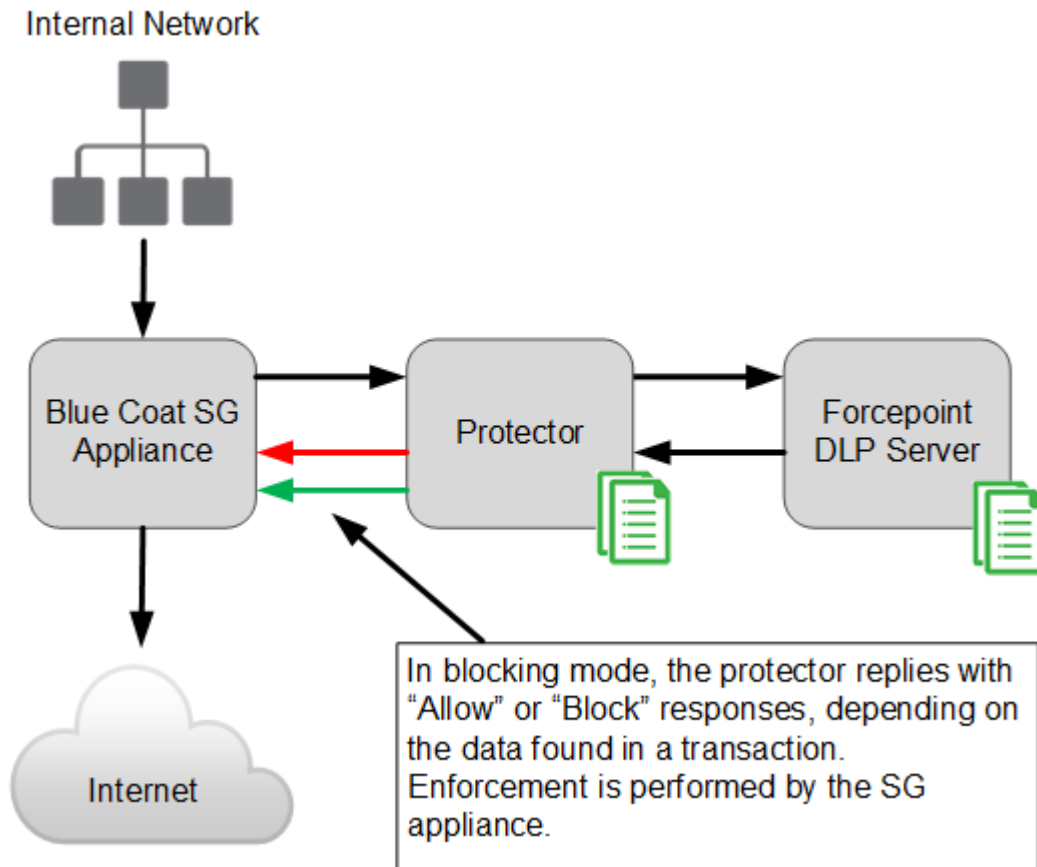 Internal Network
Blue Coat SG
Appliance
Protector
Forcepoint
DLP Server
In blocking mode, the protector replies with
“Allow” or “Block” responses, depending on
the data found in a transaction.
Enforcement is performed by the SG
appliance.
Internet